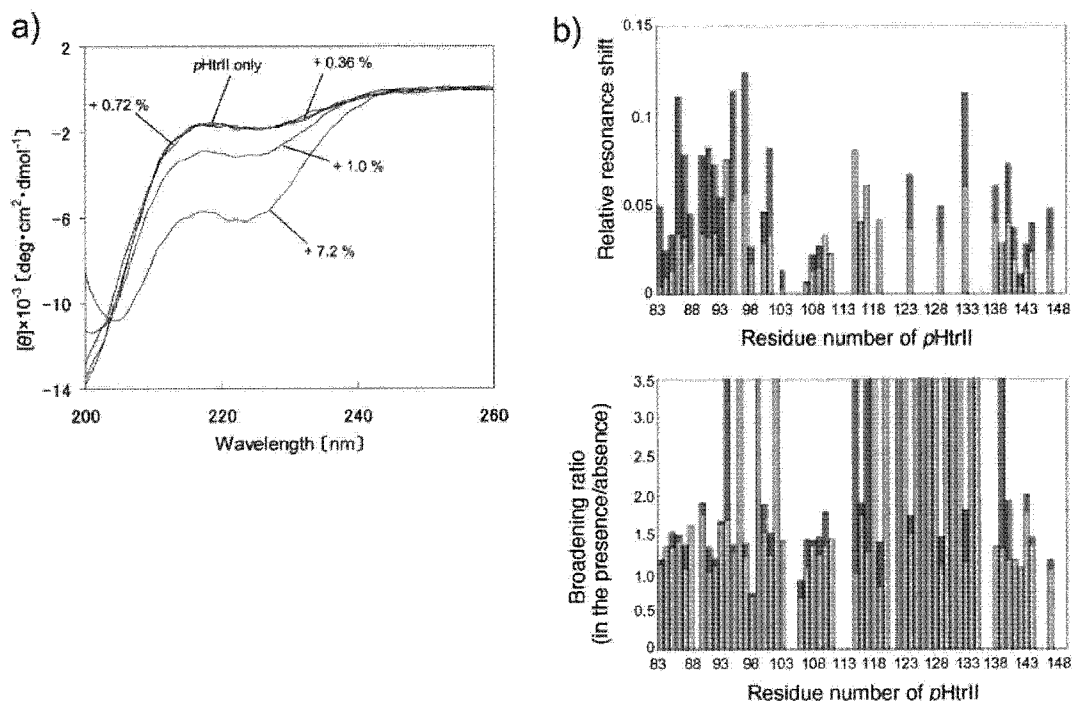 a)
2
−2
−6
−10
−14
[θ]×10⁻³ [deg•cm²•dmol⁻¹]
pHtrII only
+ 0.36 %
+ 0.72 %
+ 1.0 %
+ 7.2 %
200 220 240 260
Wavelength [nm]
b)
0.15
0.1
0.05
0
Relative resonance shift
83 88 93 98 103 108 113 118 123 128 133 138 143 148
Residue number of pHtrII
3.5
3.0
2.5
2.0
1.5
1.0
0.5
0
Broadening ratio
(in the presence/absence)
83 88 93 98 103 108 113 118 123 128 133 138 143 148
Residue number of pHtrII